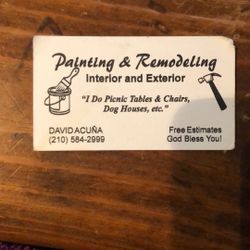 Painting & Remodeling
Interior and Exterior
"I Do Picnic Tables & Chairs,
Dog Houses, etc."
DAVID ACUÑA
(210) 584-2999
Free Estimates
God Bless You!